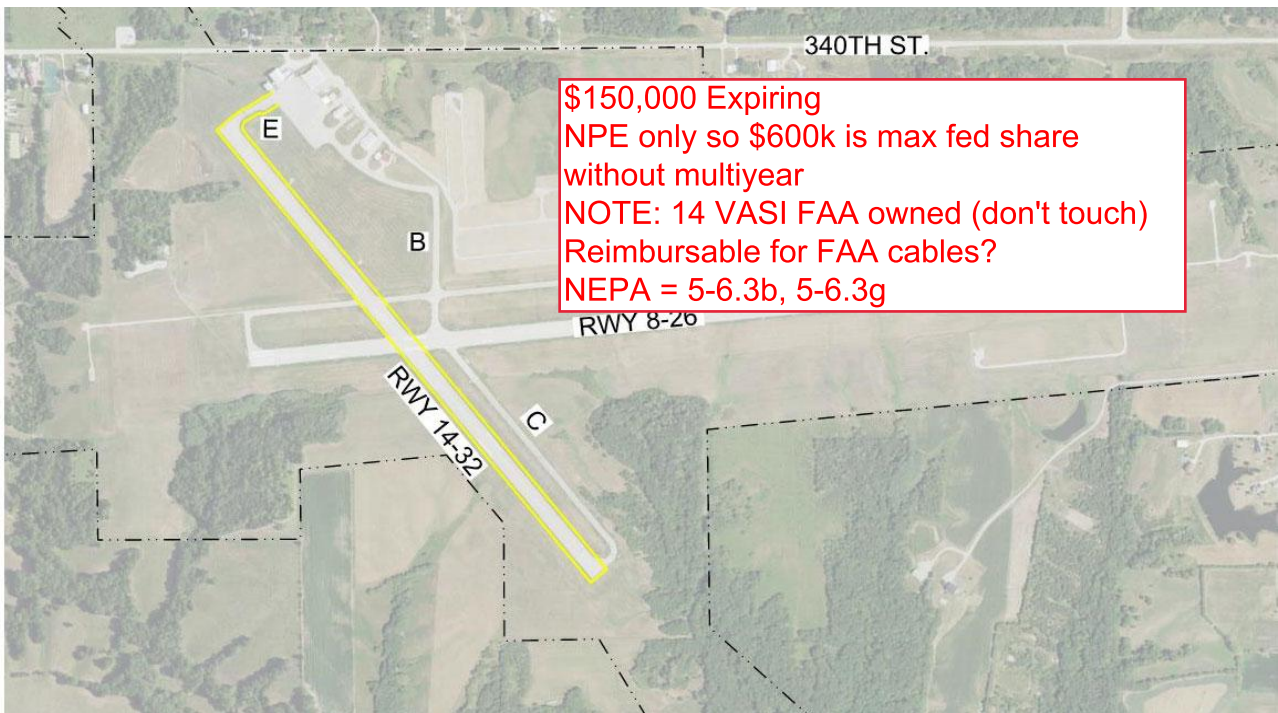 340TH ST.
$150,000 Expiring
NPE only so $600k is max fed share
without multiyear
NOTE: 14 VASI FAA owned (don't touch)
Reimbursable for FAA cables?
NEPA = 5-6.3b, 5-6.3g
E
B
RWY 8-26
RWY 14-32
C